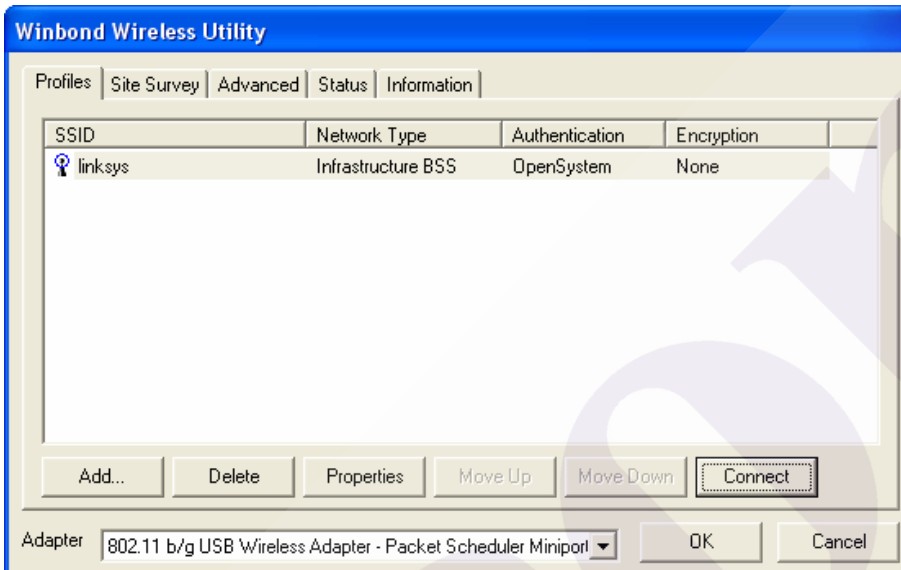 Winbond Wireless Utility
Profiles Site Survey Advanced Status Information
SSID Network Type Authentication Encryption
linksys Infrastructure BSS OpenSystem None
Add... Delete Properties Move Up Move Down Connect
Adapter 802.11 b/g USB Wireless Adapter - Packet Scheduler Miniport OK Cancel